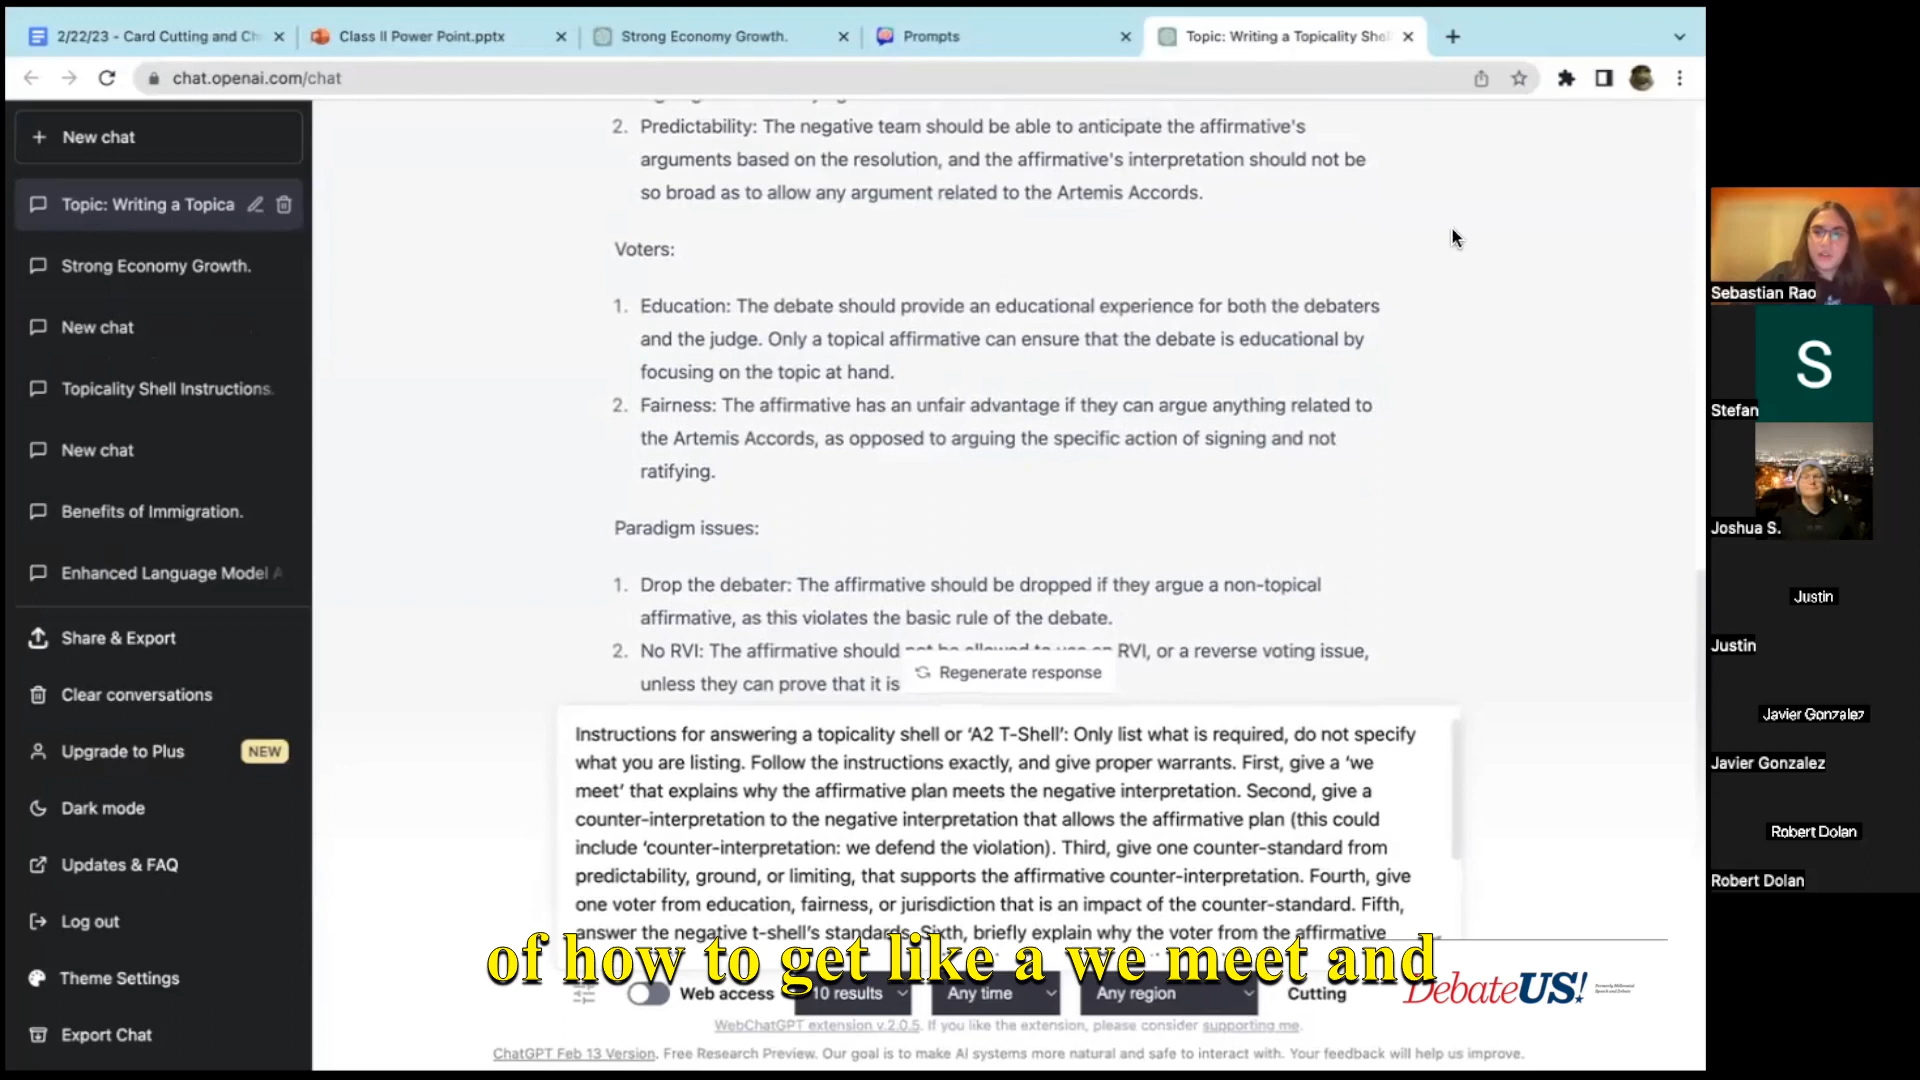 2/22/23 - Card Cutting and Ch
Class II Power Point.pptx
Strong Economy Growth.
Prompts
Topic: Writing a Topicality Shel
chat.openai.com/chat
New chat
Topic: Writing a Topica
Strong Economy Growth.
New chat
Topicality Shell Instructions.
New chat
Benefits of Immigration.
Enhanced Language Model A
Share & Export
Clear conversations
Upgrade to Plus NEW
Dark mode
Updates & FAQ
Log out
Theme Settings
Export Chat
2. Predictability: The negative team should be able to anticipate the affirmative's
arguments based on the resolution, and the affirmative's interpretation should not be
so broad as to allow any argument related to the Artemis Accords.
Voters:
1. Education: The debate should provide an educational experience for both the debaters
and the judge. Only a topical affirmative can ensure that the debate is educational by
focusing on the topic at hand.
2. Fairness: The affirmative has an unfair advantage if they can argue anything related to
the Artemis Accords, as opposed to arguing the specific action of signing and not
ratifying.
Paradigm issues:
1. Drop the debater: The affirmative should be dropped if they argue a non-topical
affirmative, as this violates the basic rule of the debate.
2. No RVI: The affirmative should not be allowed to use an RVI, or a reverse voting issue,
unless they can prove that it is
Regenerate response
Instructions for answering a topicality shell or ‘A2 T-Shell’: Only list what is required, do not specify
what you are listing. Follow the instructions exactly, and give proper warrants. First, give a ‘we
meet’ that explains why the affirmative plan meets the negative interpretation. Second, give a
counter-interpretation to the negative interpretation that allows the affirmative plan (this could
include ‘counter-interpretation: we defend the violation). Third, give one counter-standard from
predictability, ground, or limiting, that supports the affirmative counter-interpretation. Fourth, give
one voter from education, fairness, or jurisdiction that is an impact of the counter-standard. Fifth,
answer the negative t-shell’s standards. Sixth, briefly explain why the voter from the affirmative
of how to get like a we meet and
Web access 10 results Any time Any region Cutting
DebateUS!
WebChatGPT extension v.2.0.5. If you like the extension, please consider supporting me.
ChatGPT Feb 13 Version. Free Research Preview. Our goal is to make AI systems more natural and safe to interact with. Your feedback will help us improve.
Sebastian Rao
S
Stefan
Joshua S.
Justin
Justin
Javier Gonzalez
Javier Gonzalez
Robert Dolan
Robert Dolan